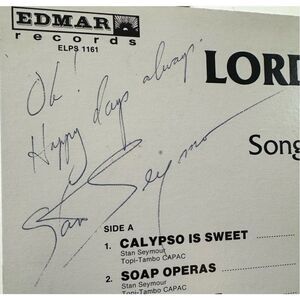 EDMAR
records
ELPS 1161
LORD
Oh!
Happy days always.
Song
Stan Seymour
SIDE A
1. CALYPSO IS SWEET
Stan Seymour
Topi-Tambo CAPAC
2. SOAP OPERAS
Stan Seymour
Topi-Tambo CAPAC